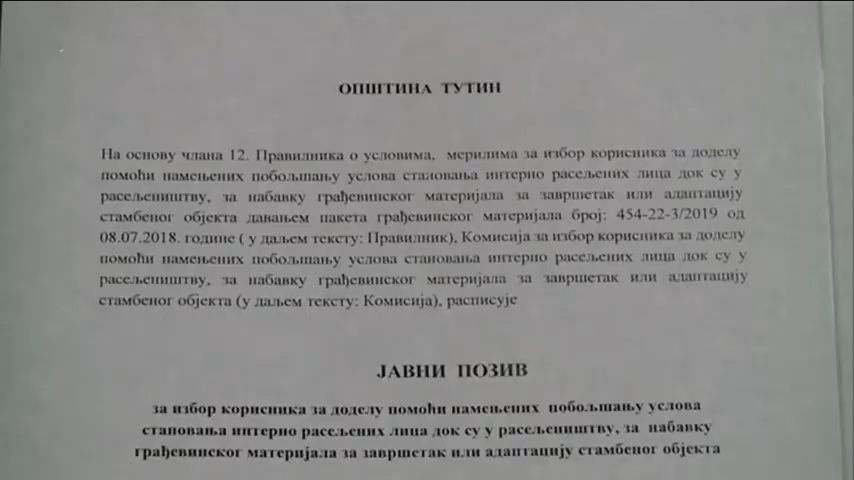 ОПШТИНА ТУТИН
На основу члана 12. Правилника о условима, мерилима за избор корисника за доделу
помоћи намењених побољшању услова становања интерно расељених лица док су у
расељеништву, за набавку грађевинског материјала за завршетак или адаптацију
стамбеног објекта давањем пакета грађевинског материјала број: 454-22-3/2019 од
08.07.2018. године ( у даљем тексту: Правилник), Комисија за избор корисника за доделу
помоћи намењених побољшању услова становања интерно расељених лица док су у
расељеништву, за набавку грађевинског материјала за завршетак или адаптацију
стамбеног објекта (у даљем тексту: Комисија), расписује
ЈАВНИ ПОЗИВ
за избор корисника за доделу помоћи намењених побољшању услова
становања интерно расељених лица док су у расељеништву, за набавку
грађевинског материјала за завршетак или адаптацију стамбеног објекта